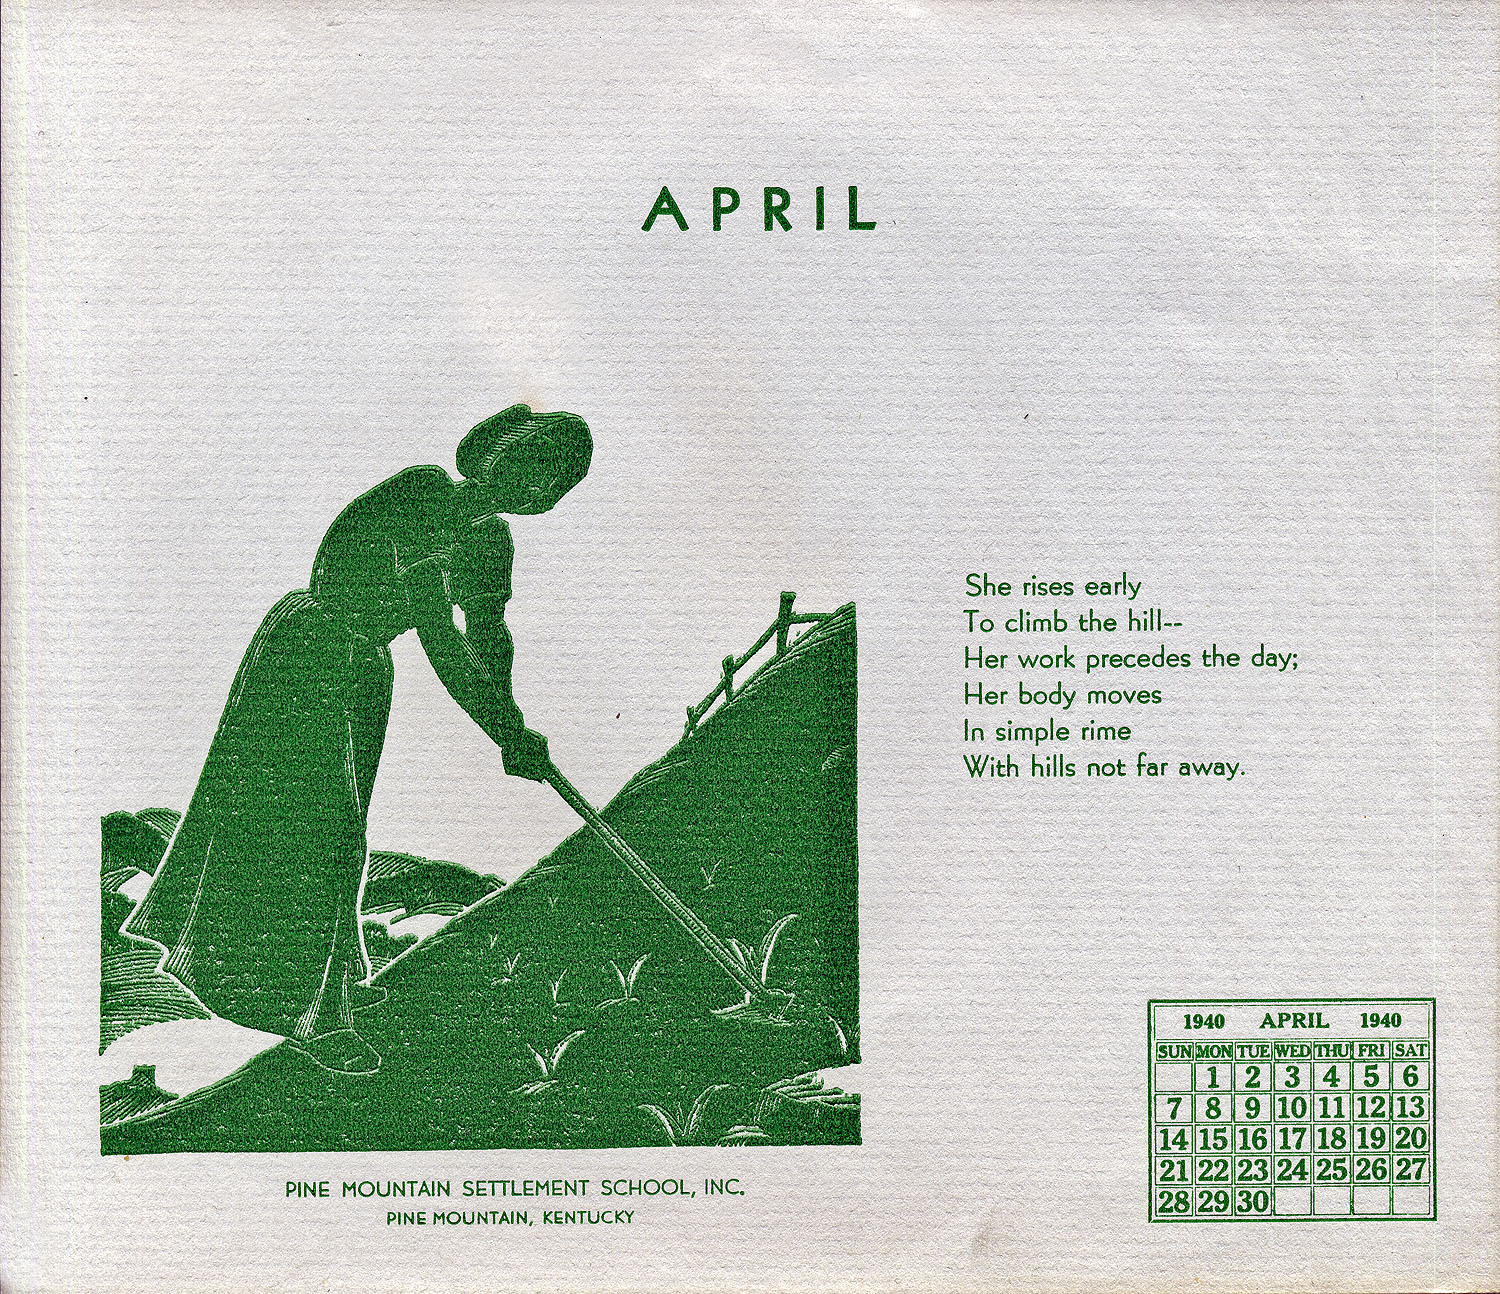 APRIL
She rises early
To climb the hill--
Her work precedes the day;
Her body moves
In simple rime
With hills not far away.
PINE MOUNTAIN SETTLEMENT SCHOOL, INC.
PINE MOUNTAIN, KENTUCKY
1940 APRIL 1940
SUN MON TUE WED THU FRI SAT
1 2 3 4 5 6
7 8 9 10 11 12 13
14 15 16 17 18 19 20
21 22 23 24 25 26 27
28 29 30